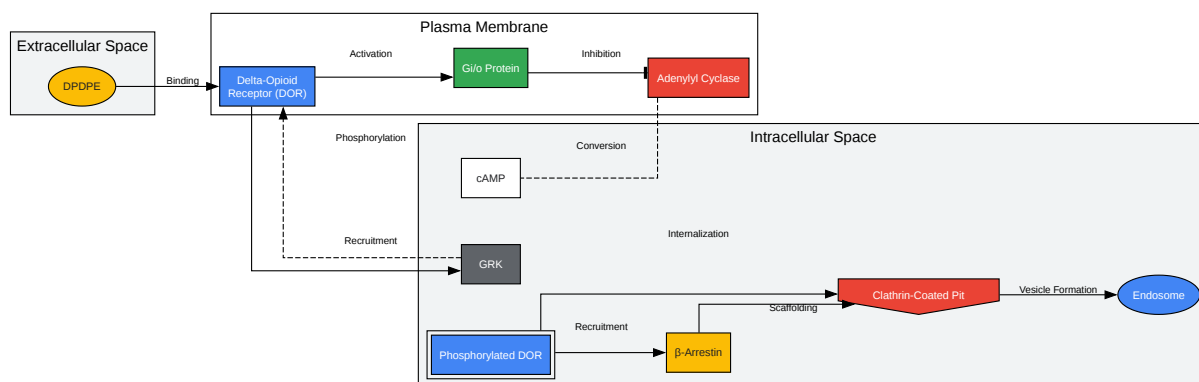 Plasma Membrane
Extracellular Space
DPDPE
Binding
Delta-Opioid
Receptor (DOR)
Activation
Gi/o Protein
Inhibition
Adenylyl Cyclase
Intracellular Space
Phosphorylation
Conversion
cAMP
Internalization
Recruitment
GRK
Clathrin-Coated Pit
Vesicle Formation
Endosome
Scaffolding
Recruitment
Phosphorylated DOR
β-Arrestin